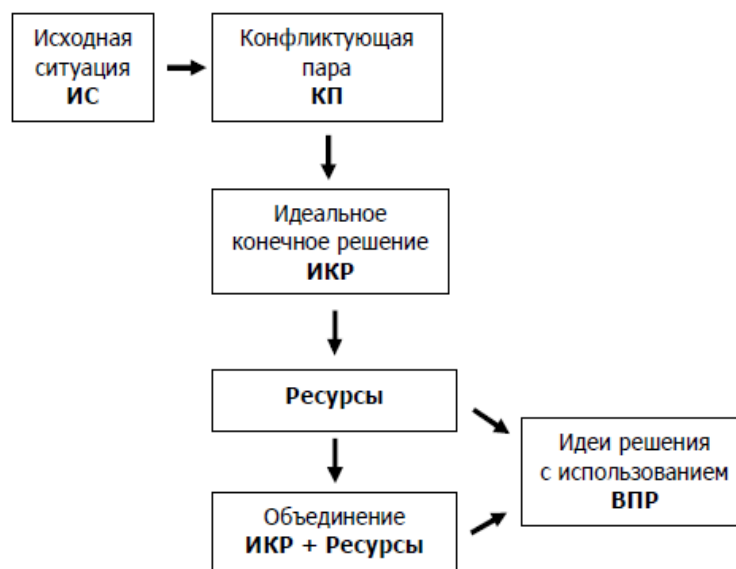 Исходная
ситуация
ИС
Конфликтующая
пара
КП
Идеальное
конечное решение
ИКР
Ресурсы
Идеи решения
с использованием
ВПР
Объединение
ИКР + Ресурсы